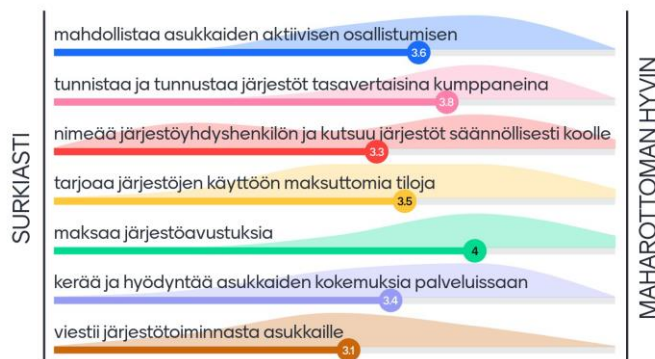 SURKIASTI
mahdollistaa asukkaiden aktiivisen osallistumisen
3.6
tunnistaa ja tunnustaa järjestöt tasavertaisina kumppaneina
3.8
nimeää järjestöyhdyshenkilön ja kutsuu järjestöt säännöllisesti koolle
3.3
tarjoaa järjestöjen käyttöön maksuttomia tiloja
3.5
maksaa järjestöavustuksia
4
kerää ja hyödyntää asukkaiden kokemuksia palveluissaan
3.4
viestii järjestötoiminnasta asukkaille
3.1
MAHAROTTOMAN HYVIN